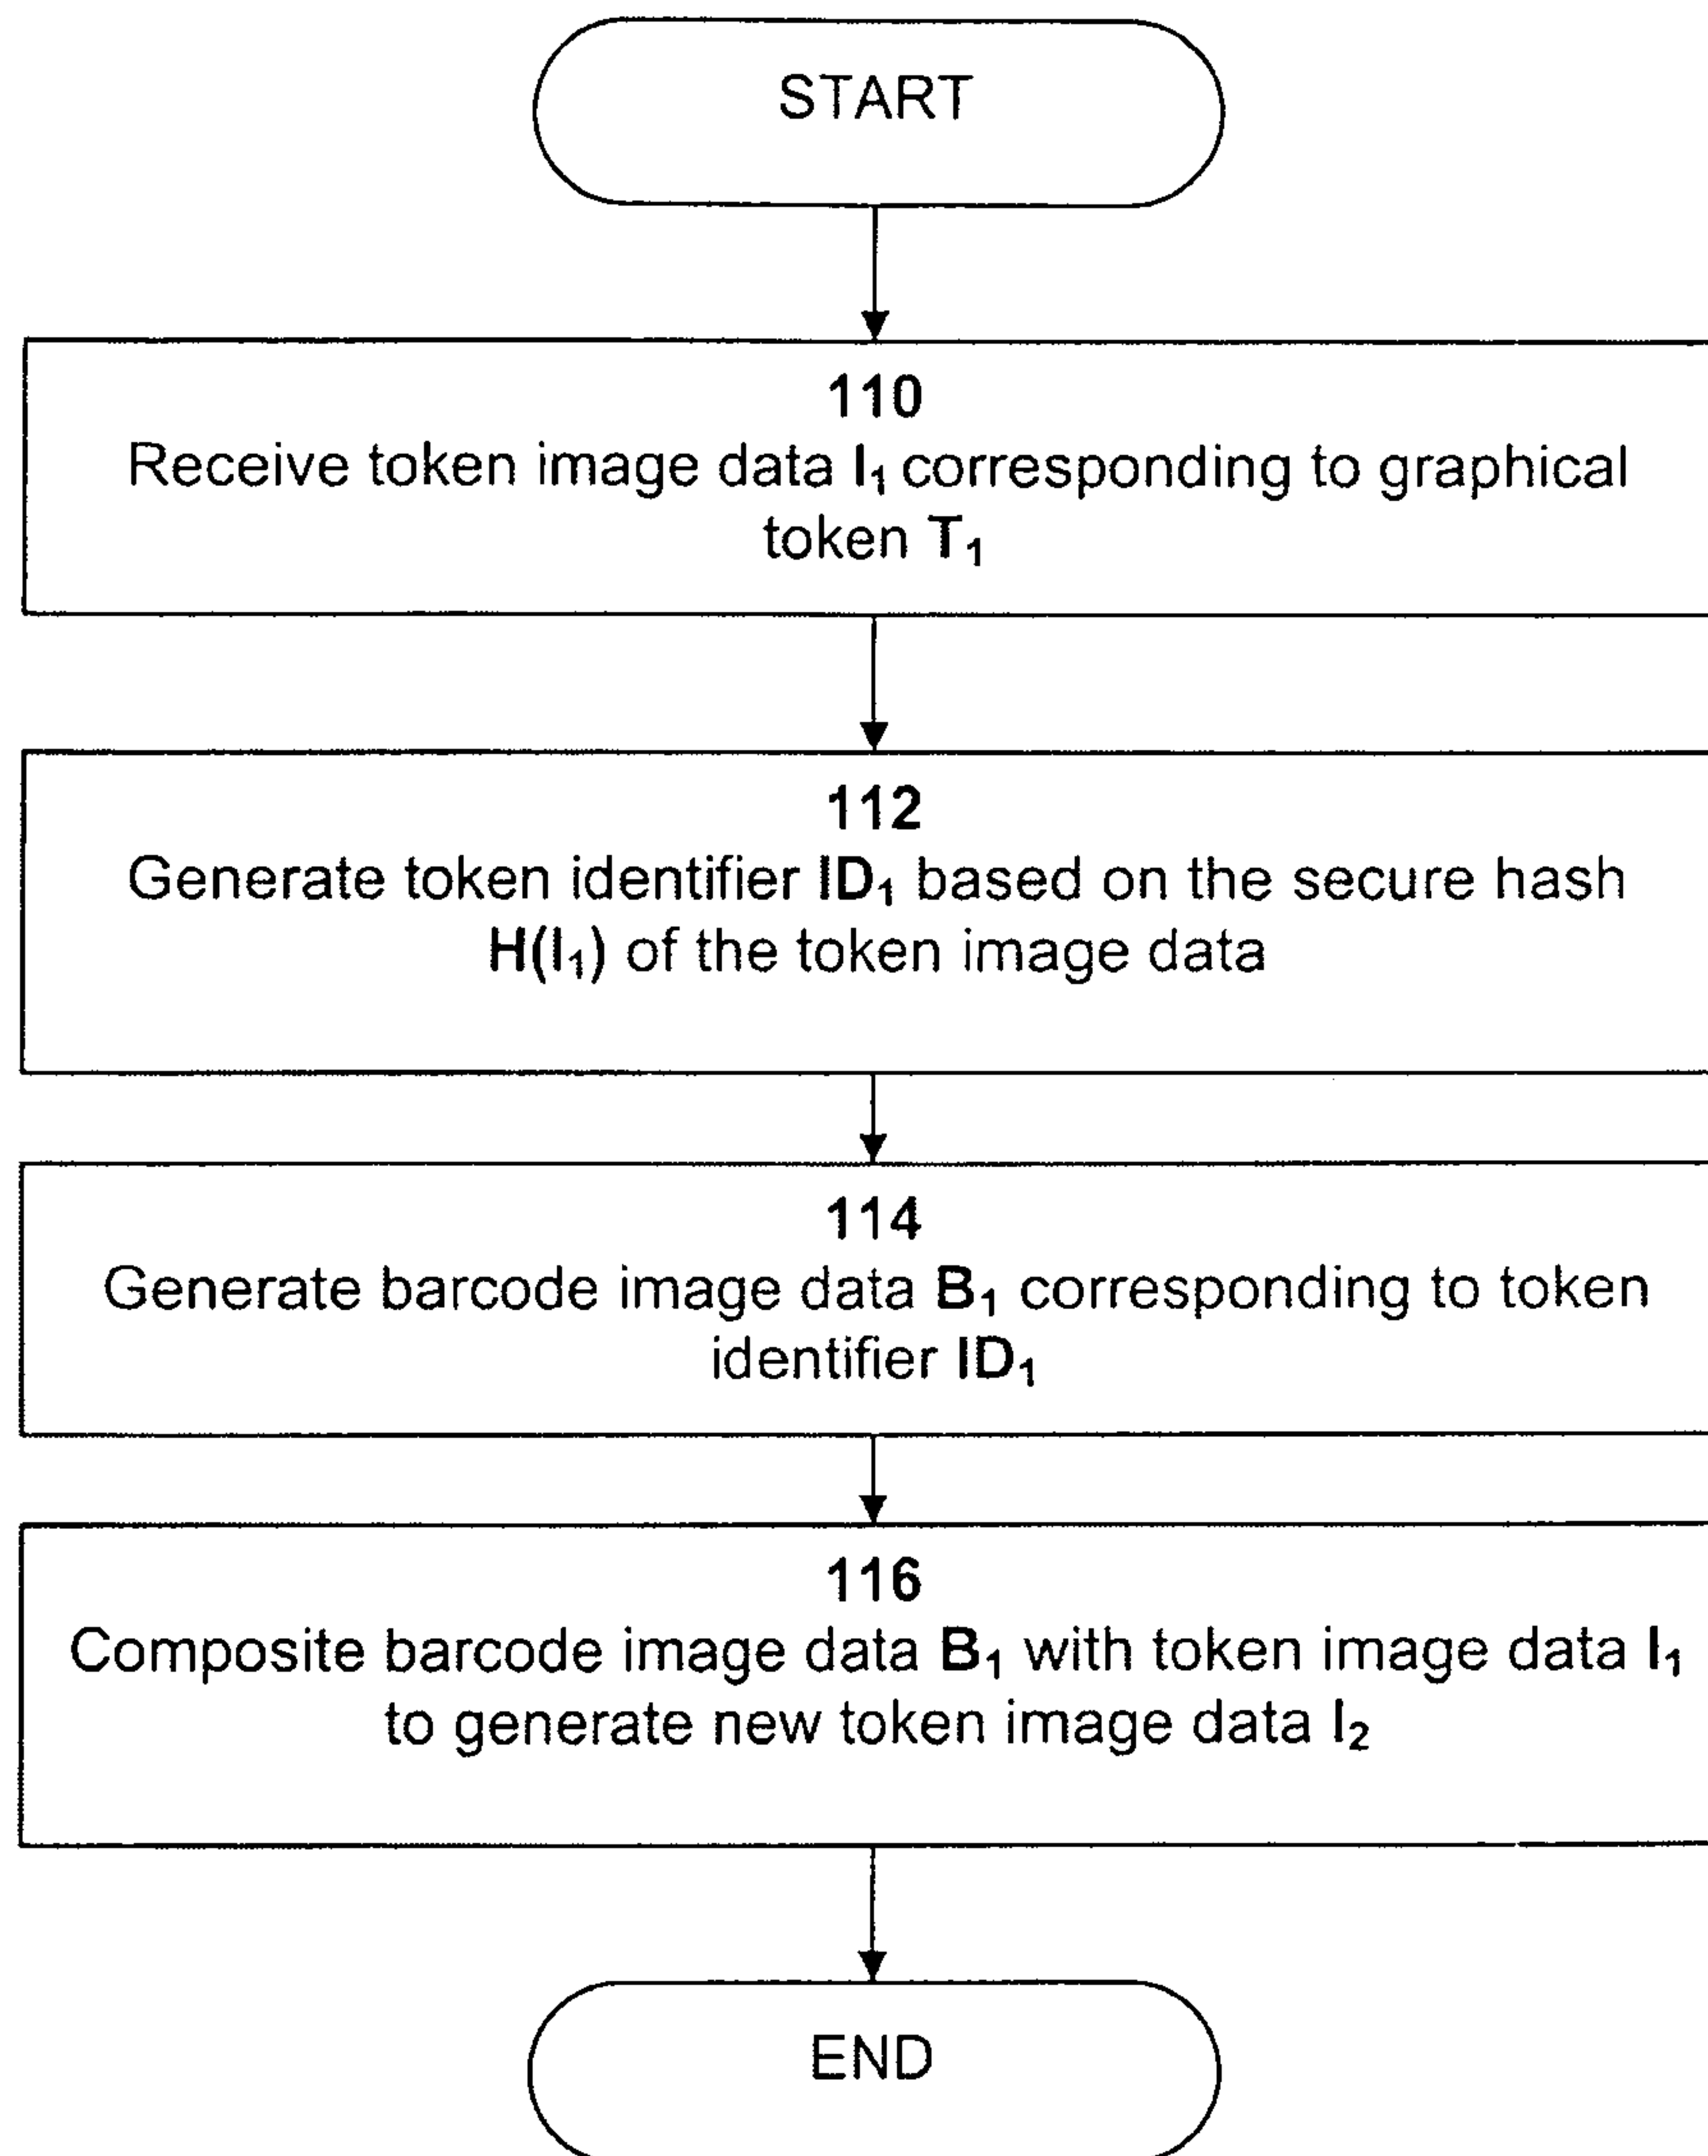 START
110
Receive token image data I₁ corresponding to graphical
token T₁
112
Generate token identifier ID₁ based on the secure hash
H(I₁) of the token image data
114
Generate barcode image data B₁ corresponding to token
identifier ID₁
116
Composite barcode image data B₁ with token image data I₁
to generate new token image data I₂
END